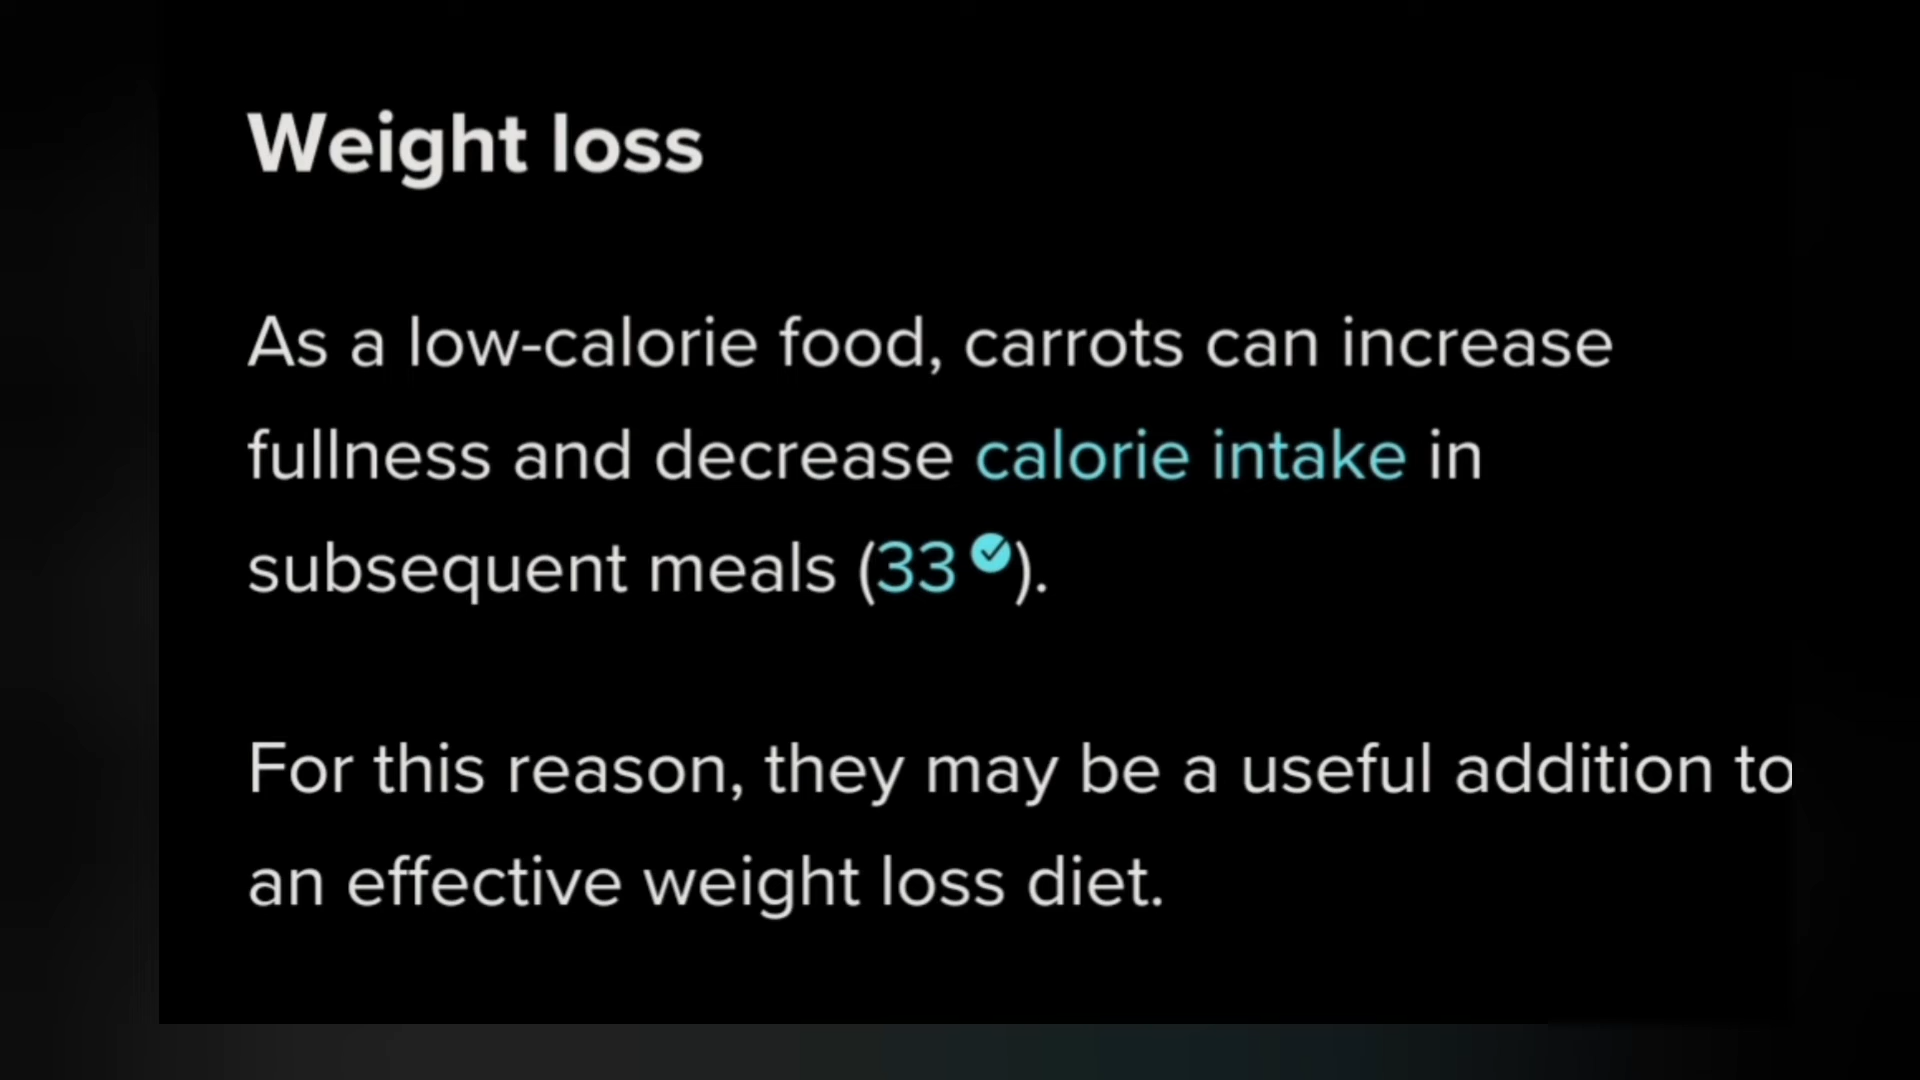 Weight loss
As a low-calorie food, carrots can increase
fullness and decrease calorie intake in
subsequent meals (33).
For this reason, they may be a useful addition to
an effective weight loss diet.